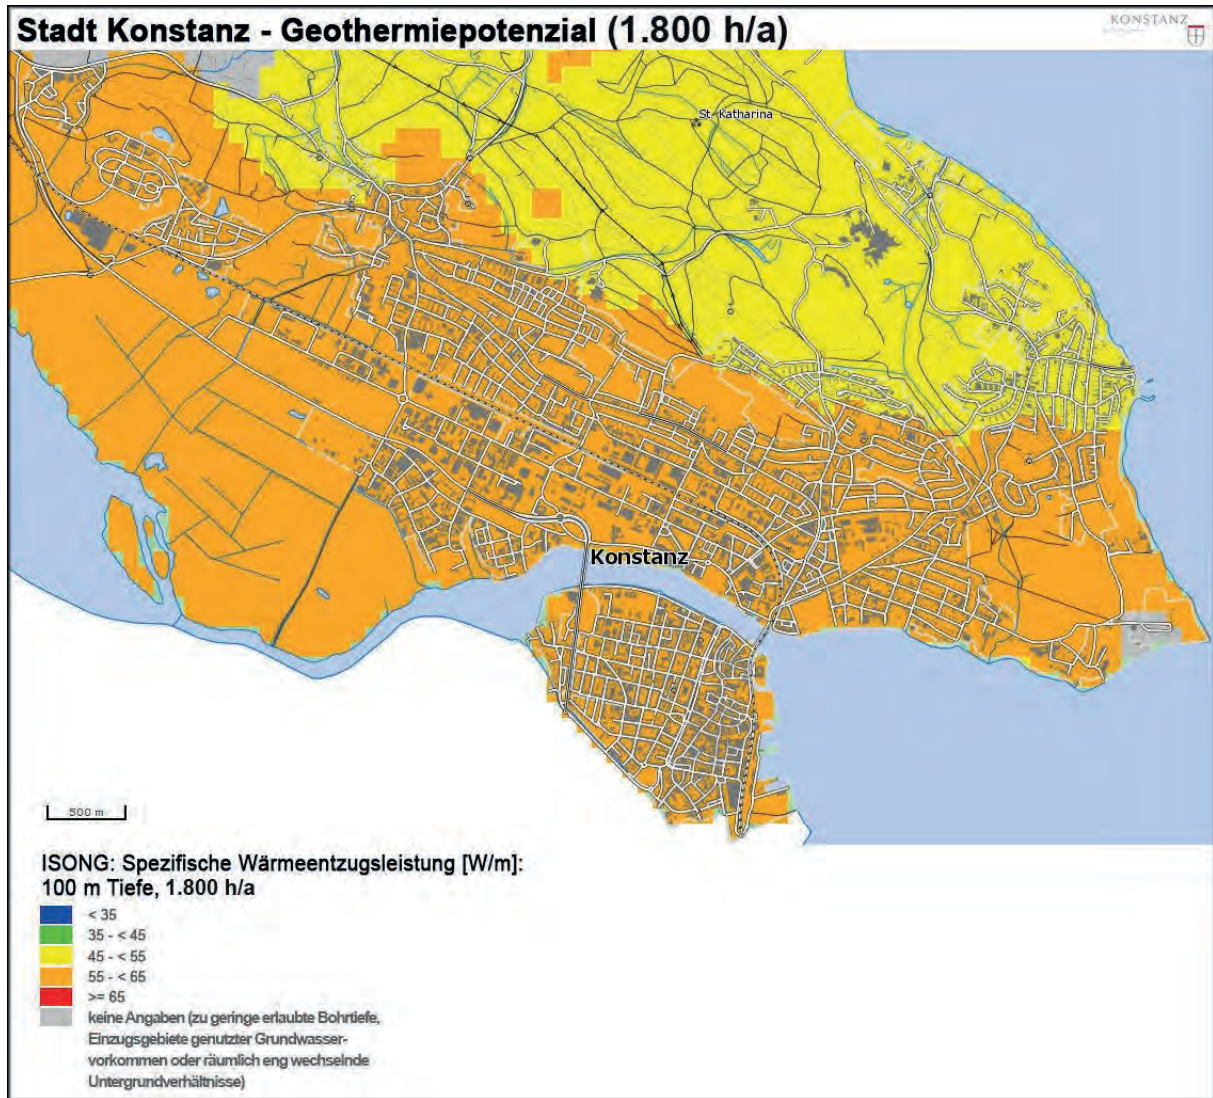 Stadt Konstanz - Geothermiepotenzial (1.800 h/a)
KONSTANZ
St. Katharina
Konstanz
500 m
ISONG: Spezifische Wärmeentzugsleistung [W/m]:
100 m Tiefe, 1.800 h/a
< 35
35 - < 45
45 - < 55
55 - < 65
>= 65
keine Angaben (zu geringe erlaubte Bohrtiefe,
Einzugsgebiete genutzter Grundwasser-
vorkommen oder räumlich eng wechselnde
Untergrundverhältnisse)